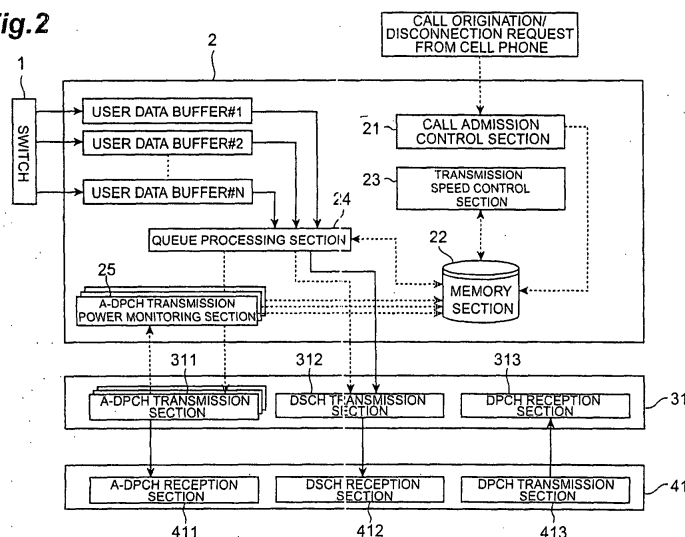 Fig.2
CALL ORIGINATION/
DISCONNECTION REQUEST
FROM CELL PHONE
2
1
SWITCH
USER DATA BUFFER#1
USER DATA BUFFER#2
USER DATA BUFFER#N
21
CALL ADMISSION
CONTROL SECTION
23
TRANSMISSION
SPEED CONTROL
SECTION
24
QUEUE PROCESSING SECTION
22
MEMORY
SECTION
25
A-DPCH TRANSMISSION
POWER MONITORING SECTION
311
312
313
A-DPCH TRANSMISSION
SECTION
DSCH TRANSMISSION
SECTION
DPCH RECEPTION
SECTION
31
A-DPCH RECEPTION
SECTION
DSCH RECEPTION
SECTION
DPCH TRANSMISSION
SECTION
41
411
412
413